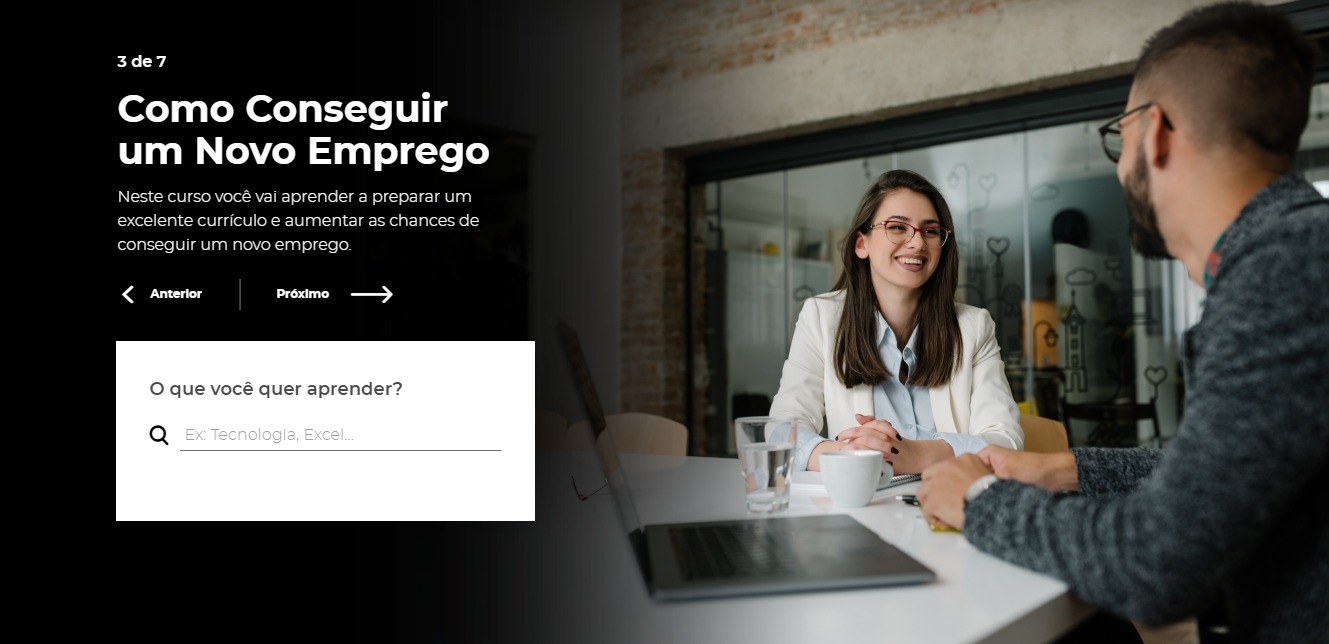 3 de 7
Como Conseguir
um Novo Emprego
Neste curso você vai aprender a preparar um
excelente currículo e aumentar as chances de
conseguir um novo emprego.
Anterior
Próximo
O que você quer aprender?
Ex: Tecnologia, Excel...